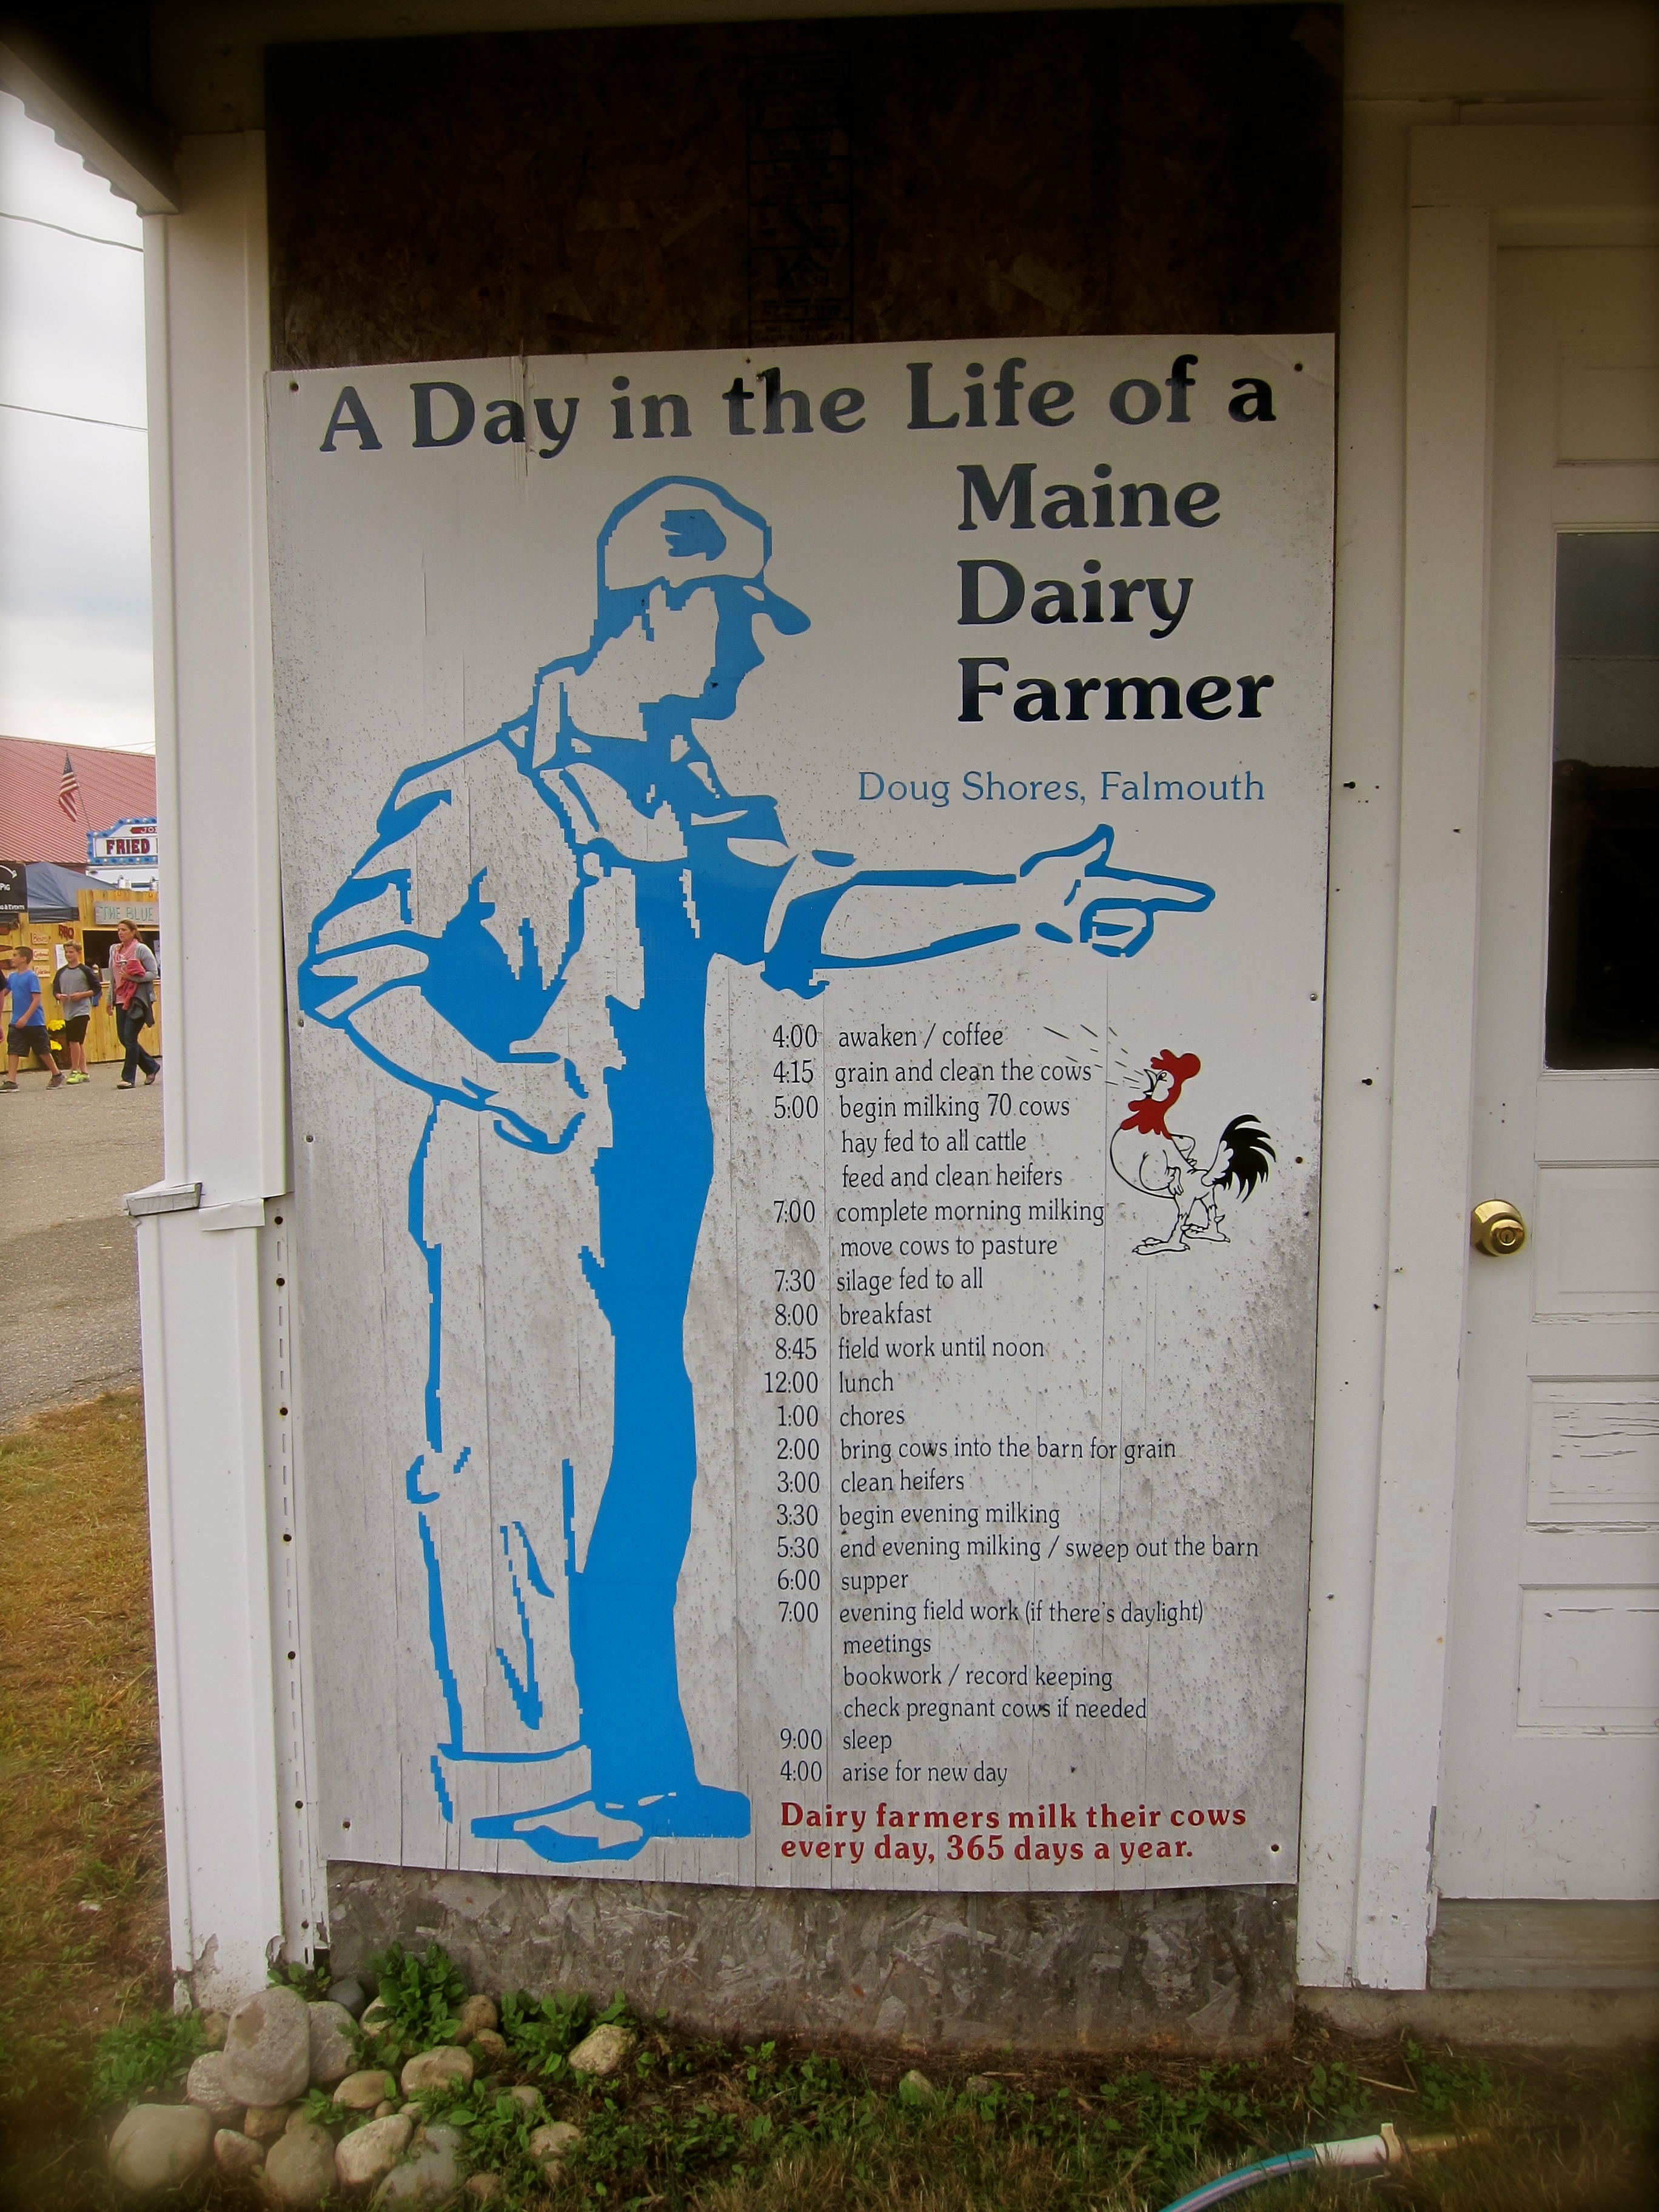 A Day in the Life of a
Maine
Dairy
Farmer
Doug Shores, Falmouth
4:00 awaken / coffee
4:15 grain and clean the cows
5:00 begin milking 70 cows
hay fed to all cattle
feed and clean heifers
7:00 complete morning milking
move cows to pasture
7:30 silage fed to all
8:00 breakfast
8:45 field work until noon
12:00 lunch
1:00 chores
2:00 bring cows into the barn for grain
3:00 clean heifers
3:30 begin evening milking
5:30 end evening milking / sweep out the barn
6:00 supper
7:00 evening field work (if there's daylight)
meetings
bookwork / record keeping
check pregnant cows if needed
9:00 sleep
4:00 arise for new day
Dairy farmers milk their cows
every day, 365 days a year.
FRIED
THE BLUE